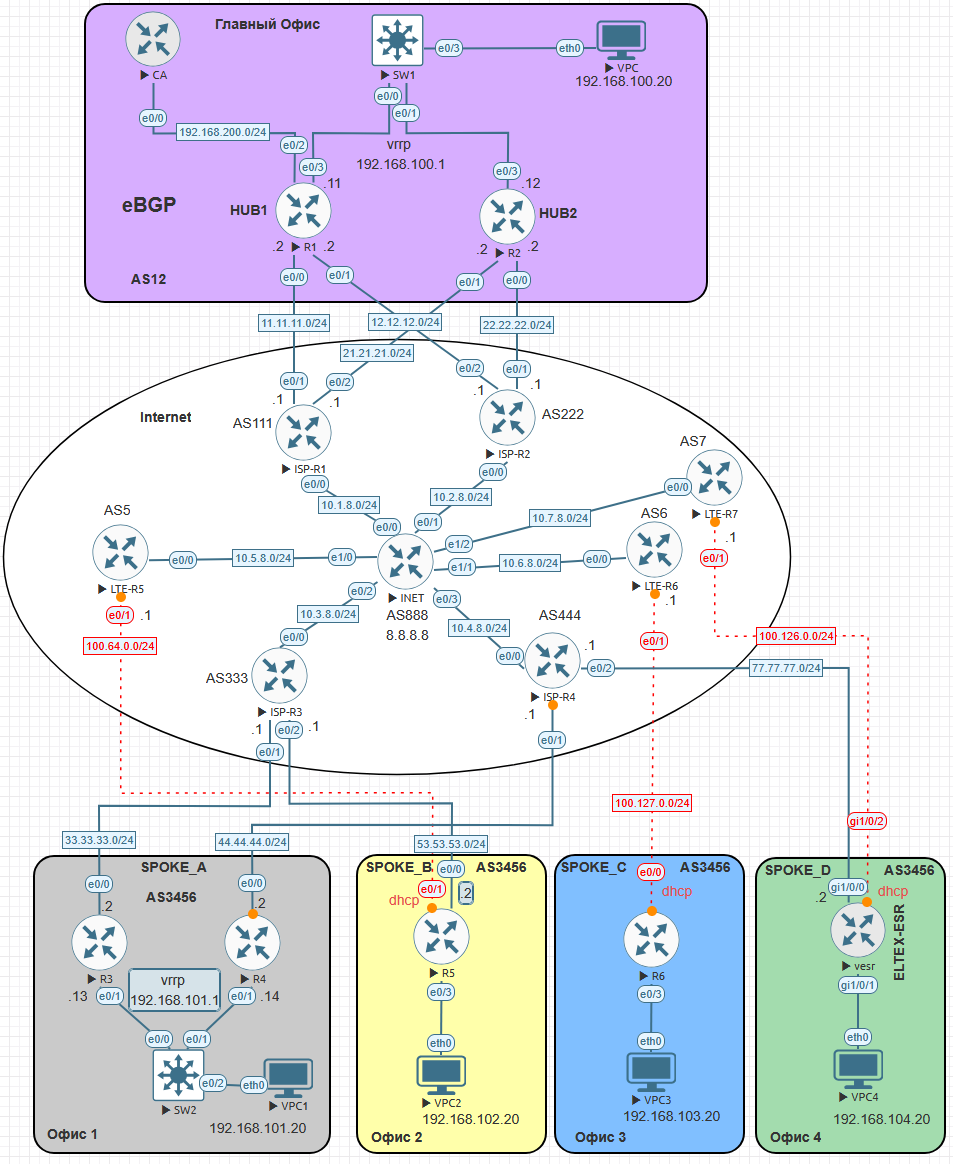 Главный Офис
CA
SW1
e0/3
eth0
VPC
192.168.100.20
e0/0
e0/0
e0/1
192.168.200.0/24
e0/2
vrrp
192.168.100.1
e0/3
e0/3
.11
.12
eBGP
HUB1
HUB2
.2
R1
.2
.2
R2
.2
AS12
e0/0
e0/1
e0/1
e0/0
11.11.11.0/24
12.12.12.0/24
22.22.22.0/24
21.21.21.0/24
e0/1
e0/2
e0/2
e0/1
.1
.1
.1
.1
Internet
AS111
AS222
ISP-R1
ISP-R2
AS7
e0/0
e0/0
e0/0
LTE-R7
10.1.8.0/24
10.2.8.0/24
10.7.8.0/24
AS5
AS6
e0/0
e0/1
.1
e0/1
e0/0
10.5.8.0/24
e1/0
e1/2
e1/1
10.6.8.0/24
e0/0
LTE-R5
LTE-R6
e0/1
.1
.1
e0/2
INET
e0/3
AS888
8.8.8.8
10.3.8.0/24
10.4.8.0/24
AS444
100.64.0.0/24
e0/0
e0/1
100.126.0.0/24
.1
e0/0
e0/2
77.77.77.0/24
AS333
ISP-R3
ISP-R4
.1
e0/2
.1
.1
e0/1
e0/1
100.127.0.0/24
gi1/0/2
33.33.33.0/24
44.44.44.0/24
53.53.53.0/24
SPOKE_A
AS3456
e0/0
e0/0
.2
.2
R3
R4
vrrp
192.168.101.1
.13
e0/1
e0/1
.14
e0/0
e0/1
e0/2
eth0
SW2
VPC1
192.168.101.20
Офис 1
SPOKE_B
AS3456
e0/0
e0/1
.2
dhcp
R5
e0/3
eth0
VPC2
192.168.102.20
Офис 2
SPOKE_C
AS3456
e0/0
dhcp
R6
e0/3
eth0
VPC3
192.168.103.20
Офис 3
SPOKE_D
AS3456
gi1/0/0
.2
dhcp
ELTEX-ESR
vesr
gi1/0/1
eth0
VPC4
192.168.104.20
Офис 4